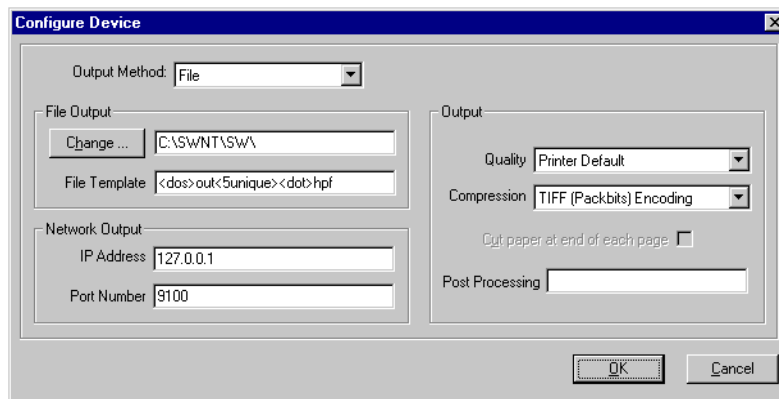 Configure Device
Output Method: File
File Output
Change ... C:\SWNT\SW\
File Template <dos>out<5unique><dot>hpf
Network Output
IP Address 127.0.0.1
Port Number 9100
Output
Quality Printer Default
Compression TIFF (Packbits) Encoding
Cut paper at end of each page
Post Processing
OK Cancel